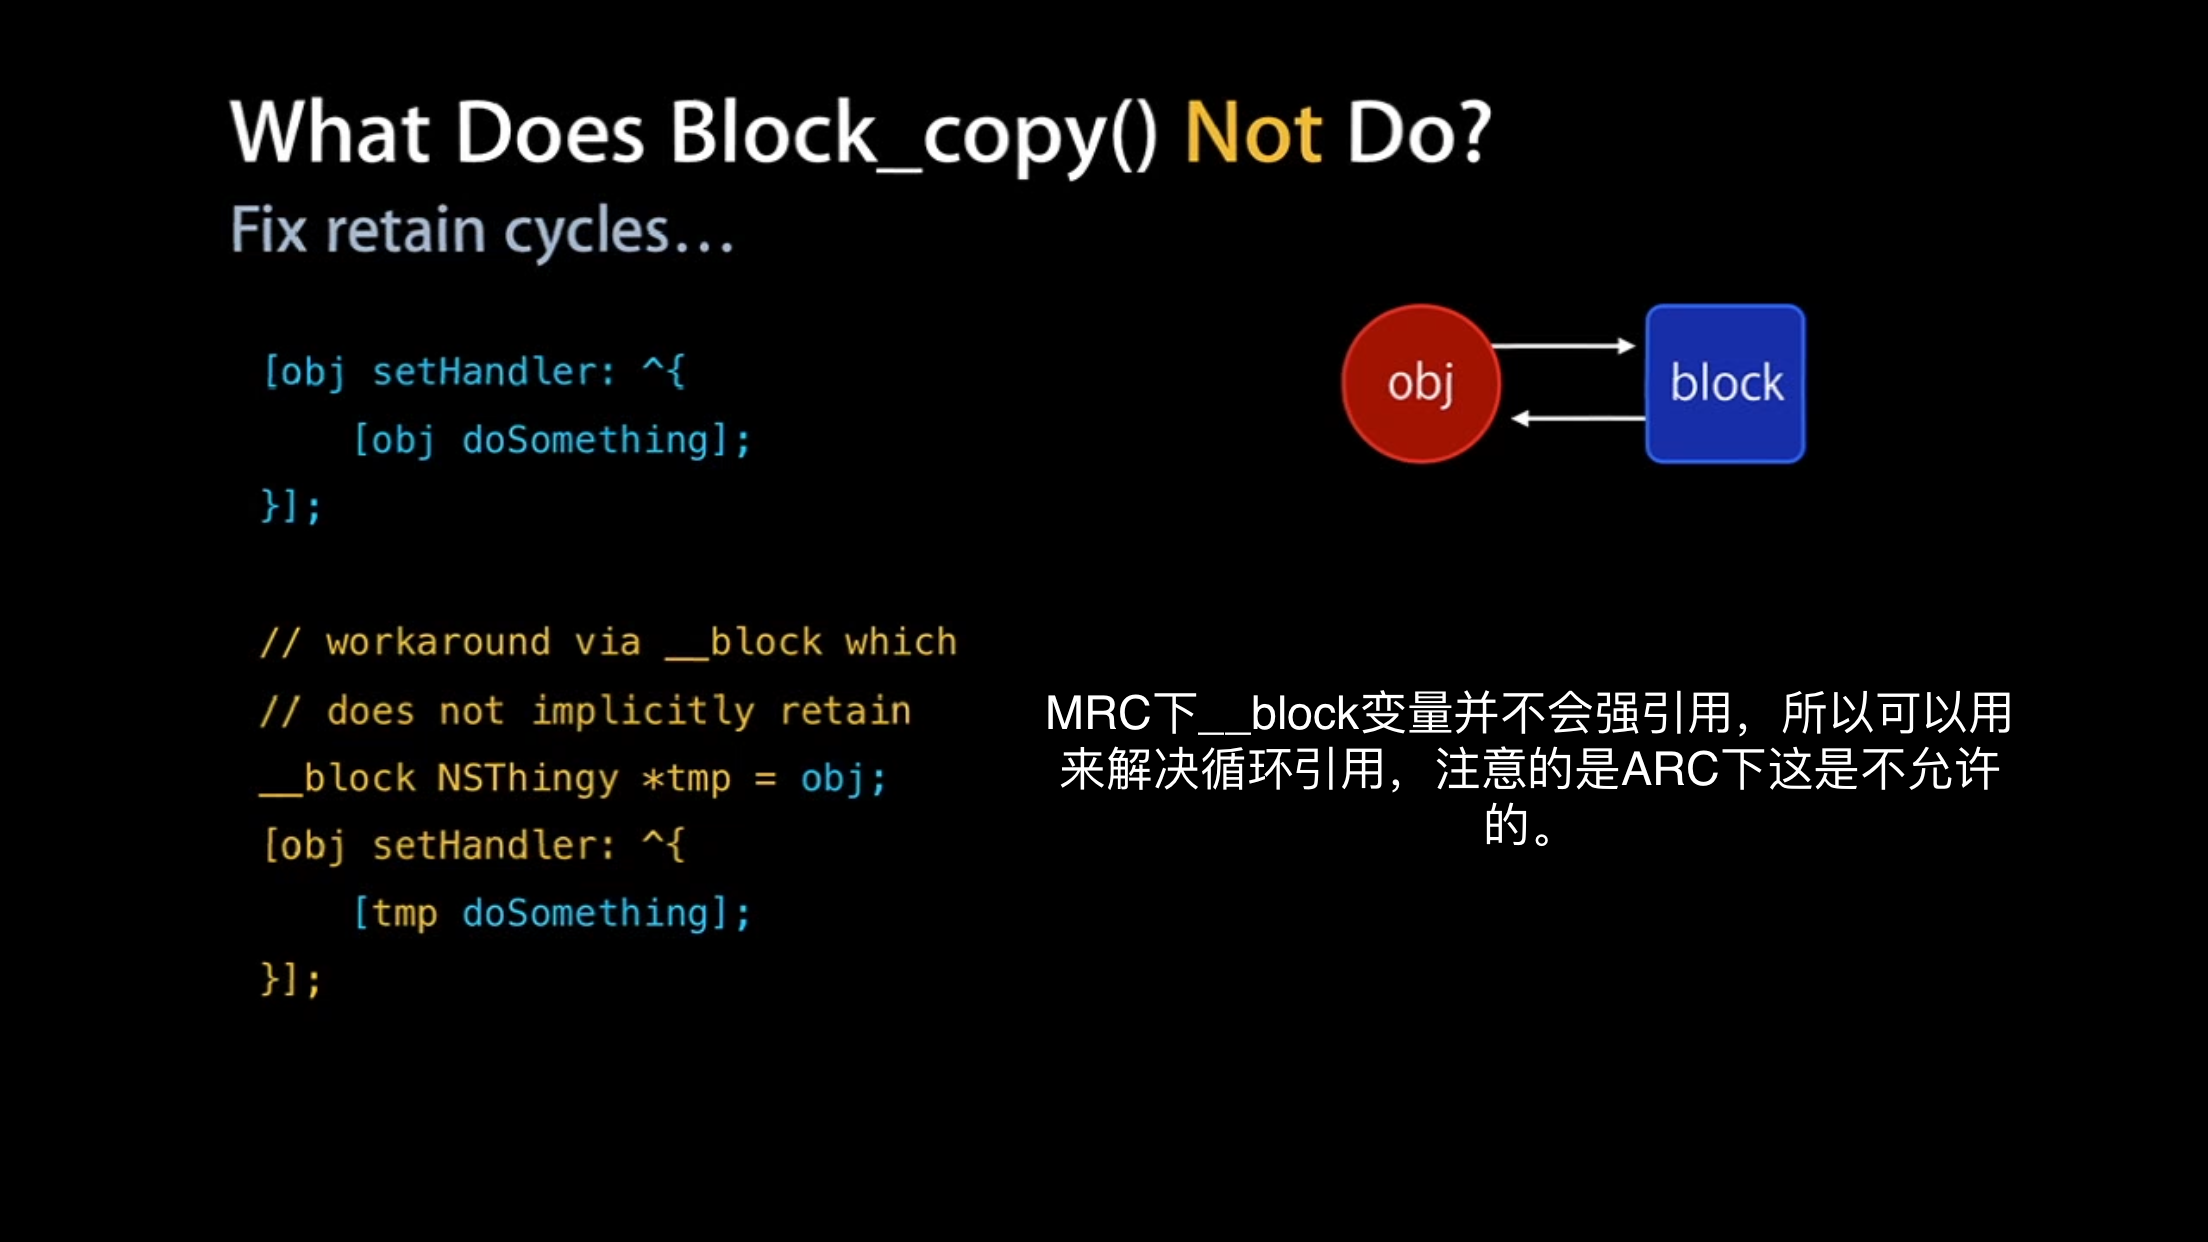 What Does Block_copy() Not Do?
Fix retain cycles...
[obj setHandler: ^{
    [obj doSomething];
}];
obj
block
// workaround via __block which
// does not implicitly retain
__block NSThingy *tmp = obj;
[obj setHandler: ^{
    [tmp doSomething];
}];
MRC下__block变量并不会强引用，所以可以用
来解决循环引用，注意的是ARC下这是不允许
的。